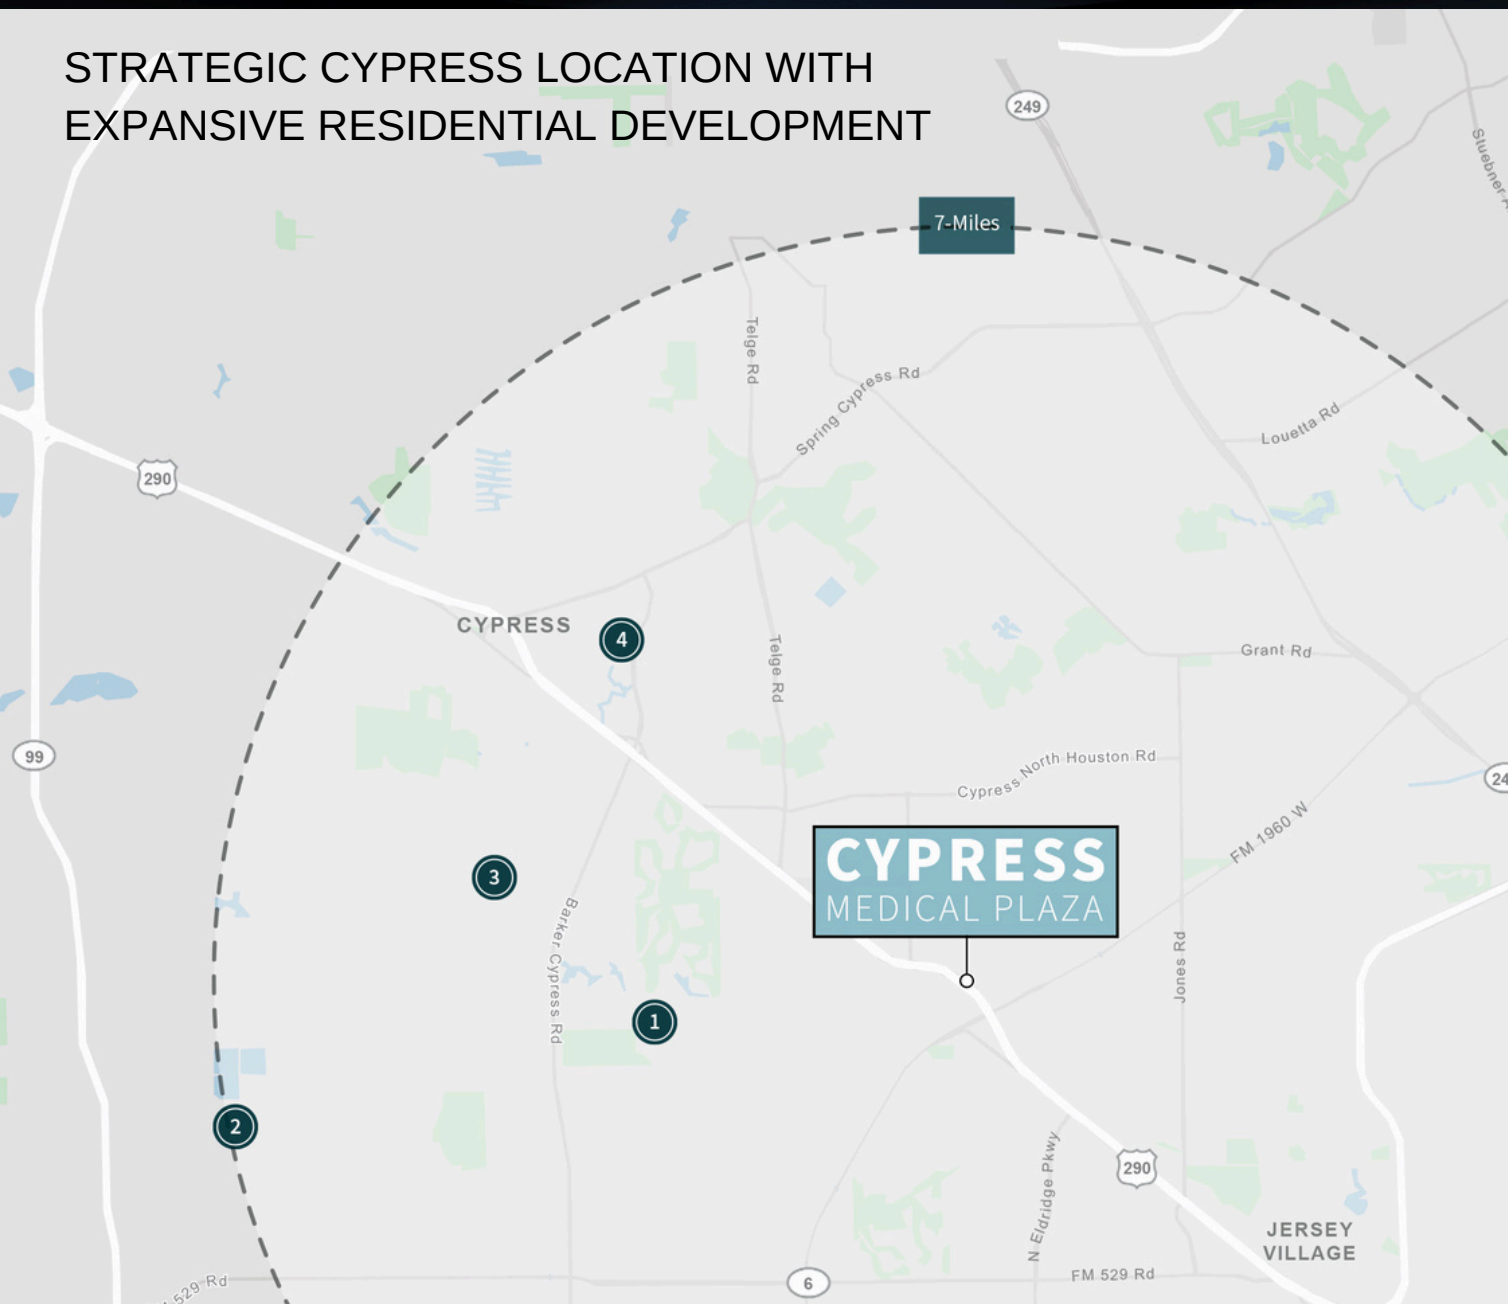 STRATEGIC CYPRESS LOCATION WITH
EXPANSIVE RESIDENTIAL DEVELOPMENT
249
Stuebner
7-Miles
Telge Rd
Spring Cypress Rd
Louetta Rd
290
CYPRESS
4
Telge Rd
Grant Rd
99
Cypress North Houston Rd
24
FM 1960 W
CYPRESS
MEDICAL PLAZA
3
Barker Cypress Rd
Jones Rd
1
2
N Eldridge Pkwy
290
JERSEY
VILLAGE
529 Rd
6
FM 529 Rd